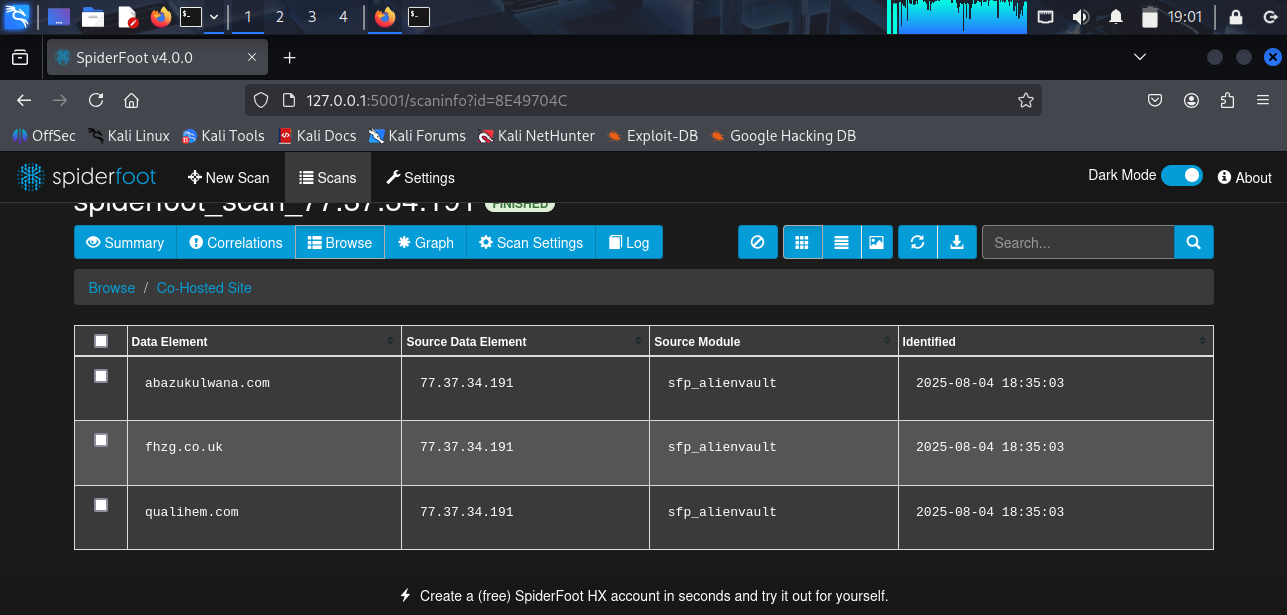 1 2 3 4 19:01
SpiderFoot v4.0.0
127.0.0.1:5001/scaninfo?id=8E49704C
OffSec Kali Linux Kali Tools Kali Docs Kali Forums Kali NetHunter Exploit-DB Google Hacking DB
spiderfoot New Scan Scans Settings Dark Mode About
spiderfoot_scan_77.37.34.191 FINISHED
Summary Correlations Browse Graph Scan Settings Log Search...
Browse / Co-Hosted Site
Data Element Source Data Element Source Module Identified
abazukulwana.com 77.37.34.191 sfp_alienvault 2025-08-04 18:35:03
fhzg.co.uk 77.37.34.191 sfp_alienvault 2025-08-04 18:35:03
qualihem.com 77.37.34.191 sfp_alienvault 2025-08-04 18:35:03
Create a (free) SpiderFoot HX account in seconds and try it out for yourself.